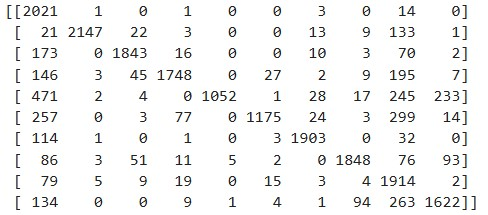 [[2021 1 0 1 0 0 3 0 14 0]
[ 21 2147 22 3 0 0 13 9 133 1]
[ 173 0 1843 16 0 0 10 3 70 2]
[ 146 3 45 1748 0 27 2 9 195 7]
[ 471 2 4 0 1052 1 28 17 245 233]
[ 257 0 3 77 0 1175 24 3 299 14]
[ 114 1 0 1 0 3 1903 0 32 0]
[ 86 3 51 11 5 2 0 1848 76 93]
[ 79 5 9 19 0 15 3 4 1914 2]
[ 134 0 0 9 1 4 1 94 263 1622]]